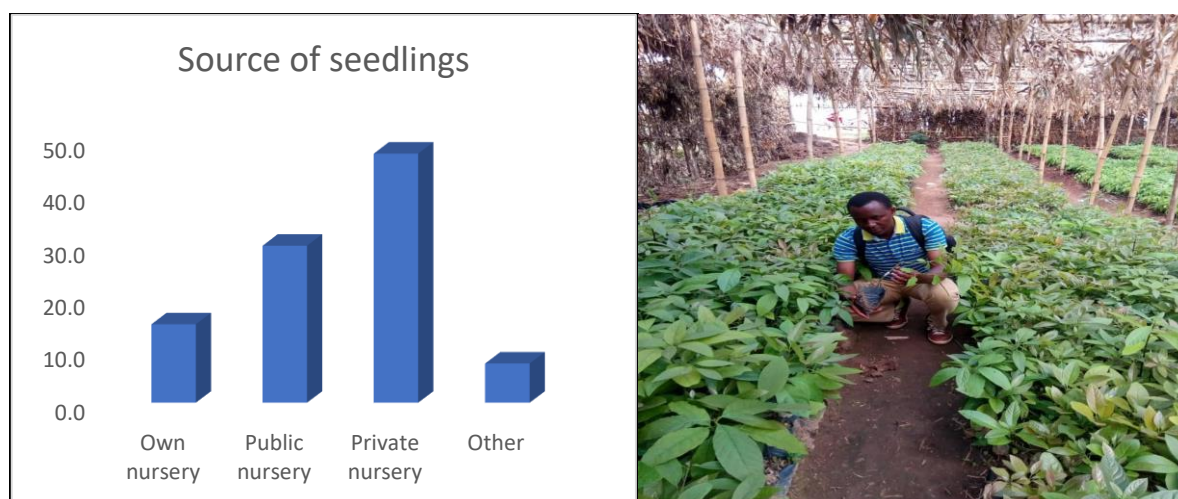 Source of seedlings
50.0
40.0
30.0
20.0
10.0
0.0
Own nursery
Public nursery
Private nursery
Other